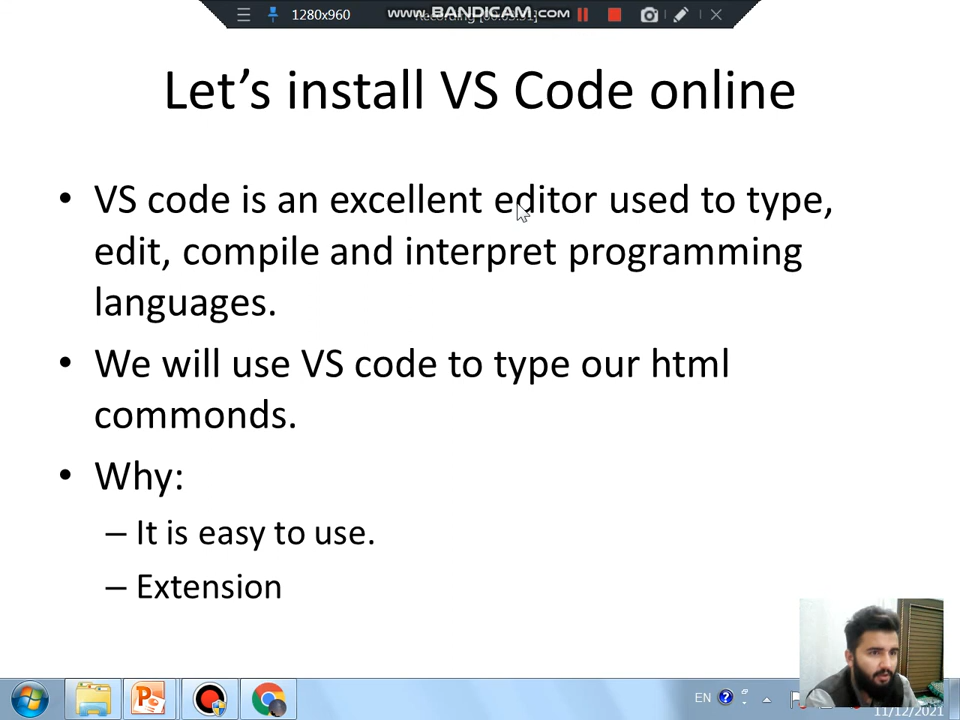 1280x960
www.BANDICAM.com
Let's install VS Code online
• VS code is an excellent editor used to type,
edit, compile and interpret programming
languages.
• We will use VS code to type our html
commonds.
• Why:
– It is easy to use.
– Extension
EN
11/12/2021